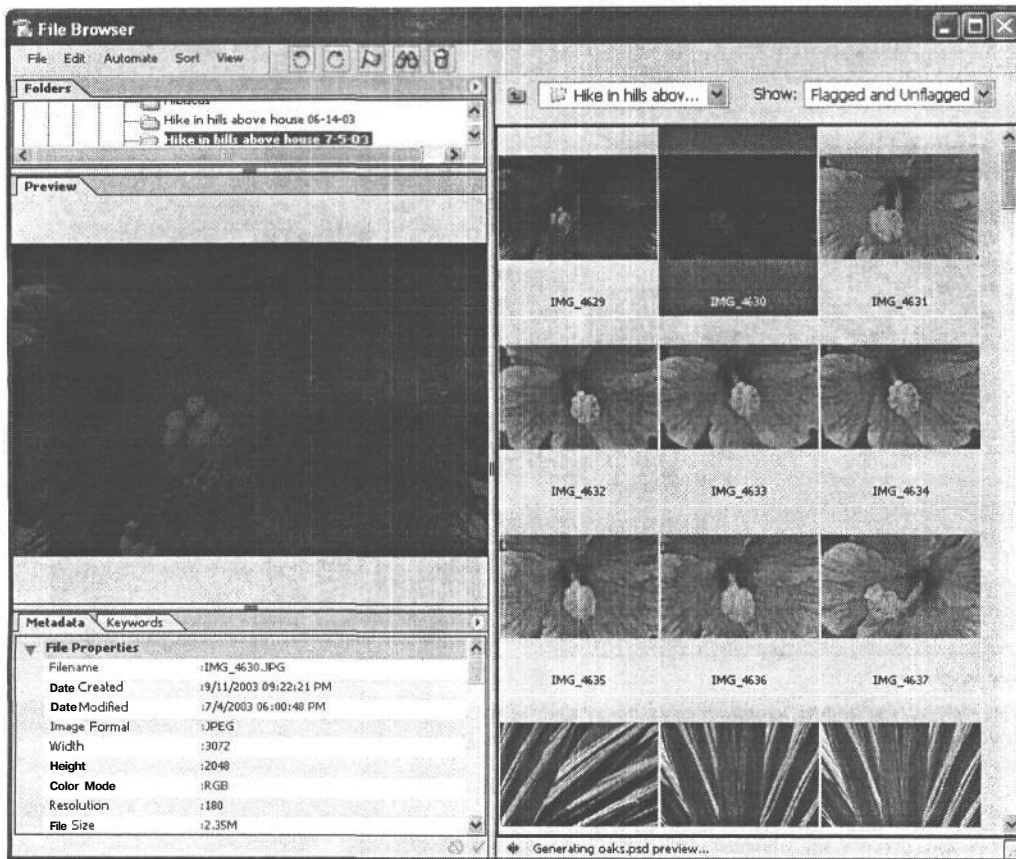 File Browser
File Edit Automate Sort View
Folders
Hibiscus
Hike in hills above house 06-14-03
Hike in hills above house 7-5-03
Preview
Hike in hills abov...
Show: Flagged and Unflagged
IMG_4629 IMG_4630 IMG_4631
IMG_4632 IMG_4633 IMG_4634
IMG_4635 IMG_4636 IMG_4637
Metadata Keywords
File Properties
Filename :IMG_4630.JPG
Date Created :9/11/2003 09:22:21 PM
Date Modified :7/4/2003 06:00:48 PM
Image Format :JPEG
Width :3072
Height :2048
Color Mode :RGB
Resolution :180
File Size :2.35M
Generating oaks.psd preview...